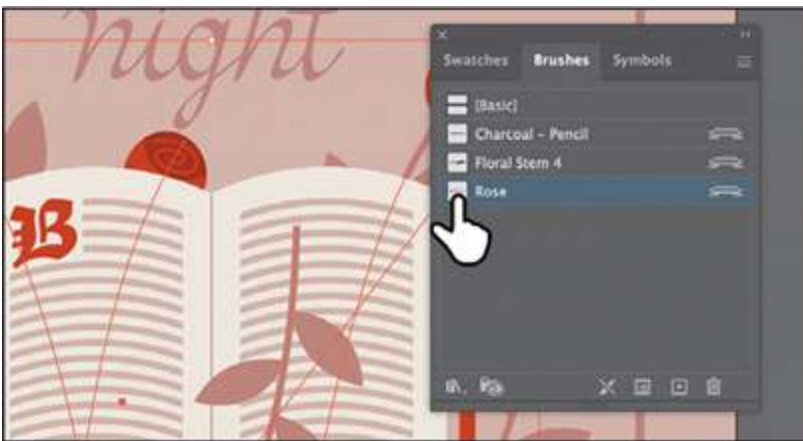 night
Swatches Brushes Symbols
[Basic]
Charcoal – Pencil
Floral Stem 4
Rose
B